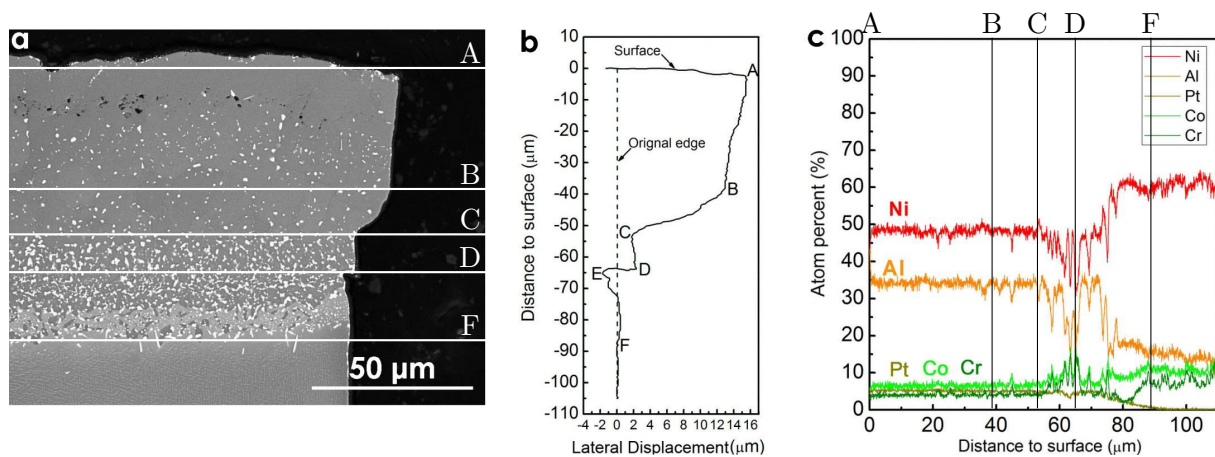 a
A
B
C
D
F
50 μm
b
10
0
-10
-20
-30
-40
-50
-60
-70
-80
-90
-100
-110
Distance to surface (μm)
Surface
A
Orignal edge
B
C
D
E
F
-4 -2 0 2 4 6 8 10 12 14 16
Lateral Displacement(μm)
c
A B C D F
100
90
80
70
60
50
40
30
20
10
0
Atom percent (%)
Ni
Al
Pt
Co
Cr
Ni
Al
Pt Co Cr
0 20 40 60 80 100
Distance to surface (μm)